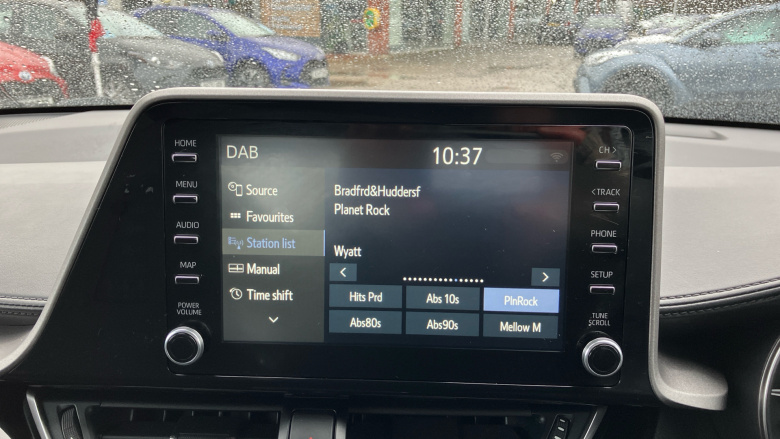 HOME
MENU
AUDIO
MAP
POWER
VOLUME
DAB
10:37
Source
Favourites
Station list
Manual
Time shift
Bradfrd&Huddersf
Planet Rock
Wyatt
<
>
Hits Prd
Abs 10s
PlnRock
Abs80s
Abs90s
Mellow M
CH >
< TRACK
PHONE
SETUP
TUNE
SCROLL